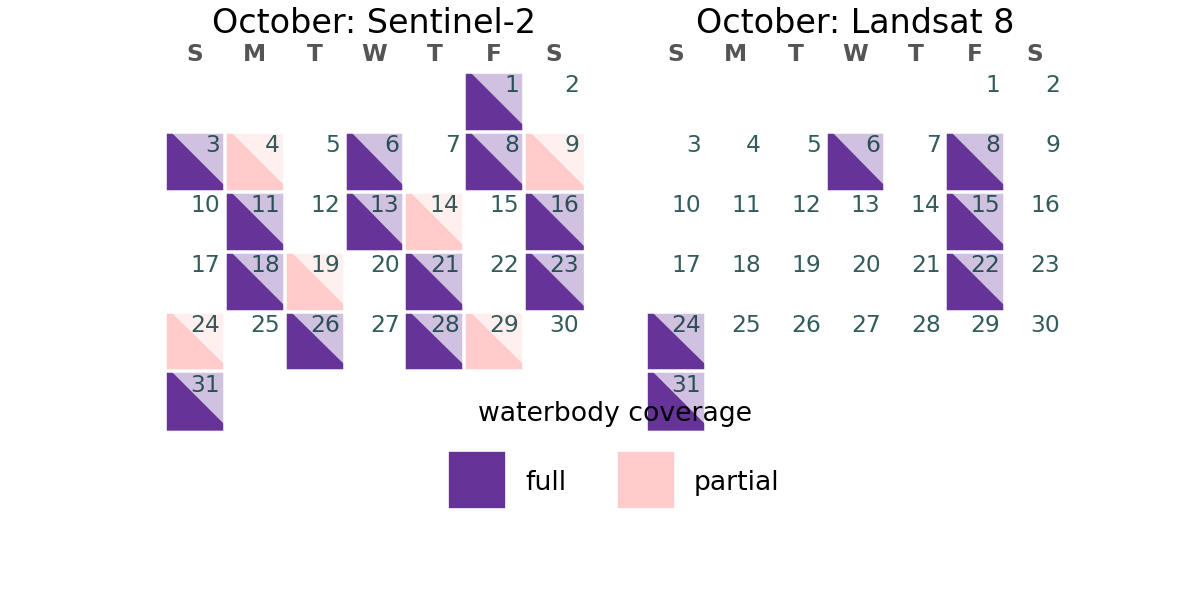 October: Sentinel-2
S M T W T F S
1 2
3 4 5 6 7 8 9
10 11 12 13 14 15 16
17 18 19 20 21 22 23
24 25 26 27 28 29 30
31
October: Landsat 8
S M T W T F S
1 2
3 4 5 6 7 8 9
10 11 12 13 14 15 16
17 18 19 20 21 22 23
24 25 26 27 28 29 30
31
waterbody coverage
full partial